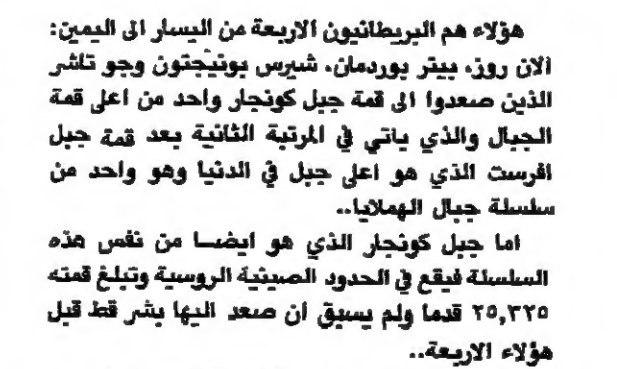 هؤلاء هم البريطانيون الاربعة من اليسار الى اليمين:
الان روز، بيتر بوردمان، شيرس بونيجتون وجو تاشر
الذين صعدوا الى قمة جبل كونجار واحد من اعلى قمة
الجبال والذي ياتي في المرتبة الثانية بعد قمة جبل
افرست الذي هو اعلى جبل في الدنيا وهو واحد من
سلسلة جبال الهملايا..
اما جبل كونجار الذي هو ايضا من نفس هذه
السلسلة فيقع في الحدود الصينية الروسية وتبلغ قمته
٢٥,٣٢٥ قدما ولم يسبق أن صعد اليها بشر قط قبل
هؤلاء الاربعة..